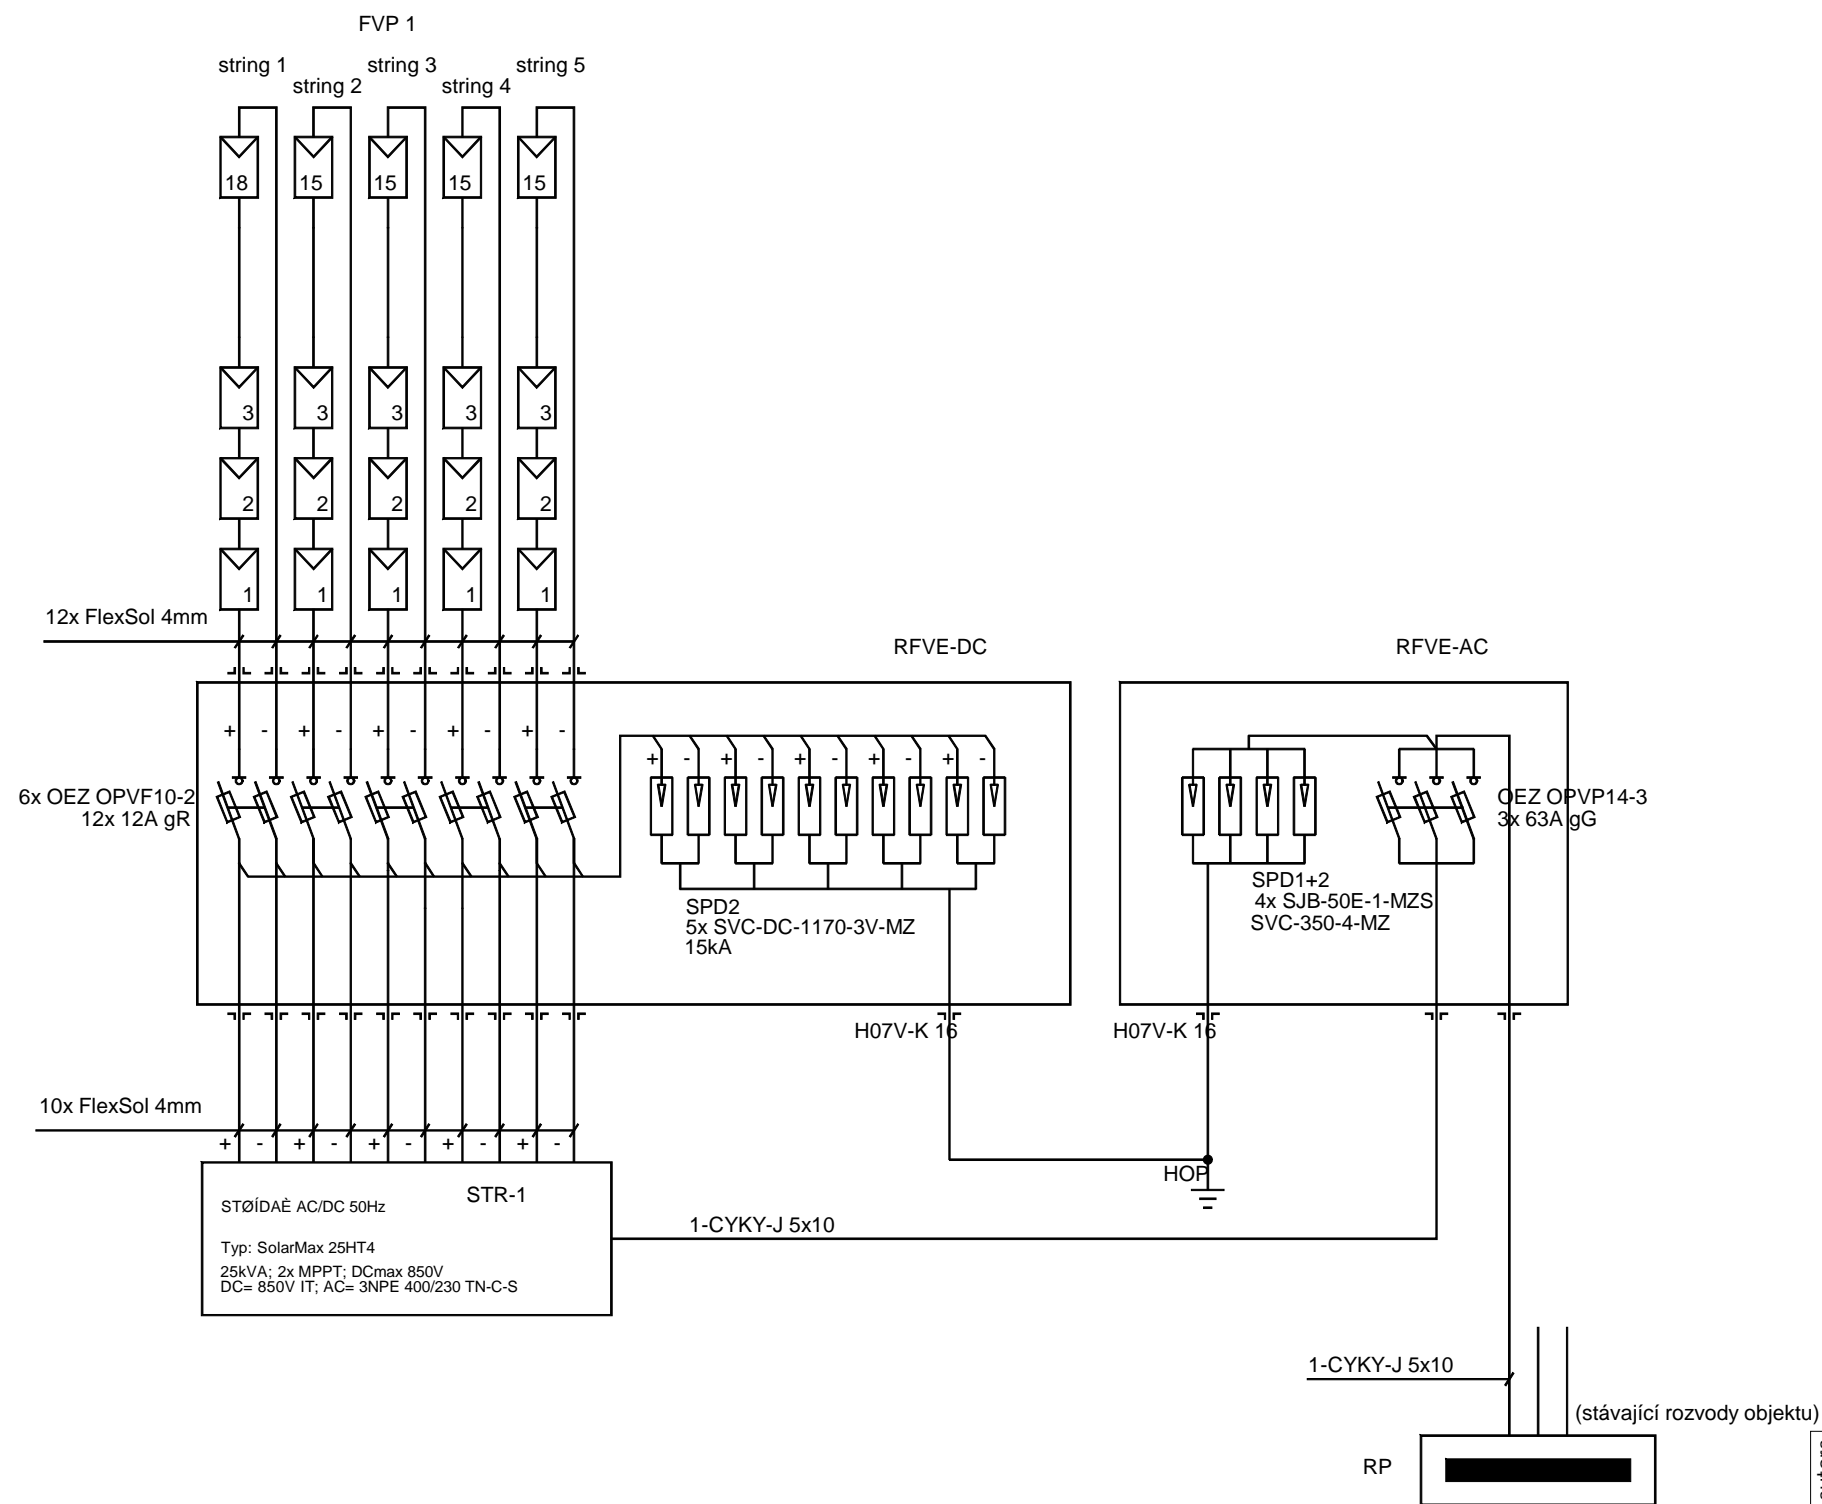 FVP 1
string 1
string 2
string 3
string 4
string 5
18 15 15 15 15
3 3 3 3 3
2 2 2 2 2
1 1 1 1 1
12x FlexSol 4mm
RFVE-DC
RFVE-AC
+ - + - + - + - + -
+ - + - + - + - + -
6x OEZ OPVF10-2
12x 12A gR
OEZ OPVP14-3
3x 63A gG
SPD2
5x SVC-DC-1170-3V-MZ
15kA
SPD1+2
4x SJB-50E-1-MZS
SVC-350-4-MZ
H07V-K 16
H07V-K 16
10x FlexSol 4mm
+ - + - + - + - + -
HOP
STR-1
STØÍDAÈ AC/DC 50Hz
Typ: SolarMax 25HT4
25kVA; 2x MPPT; DCmax 850V
DC= 850V IT; AC= 3NPE 400/230 TN-C-S
1-CYKY-J 5x10
1-CYKY-J 5x10
(stávající rozvody objektu)
RP